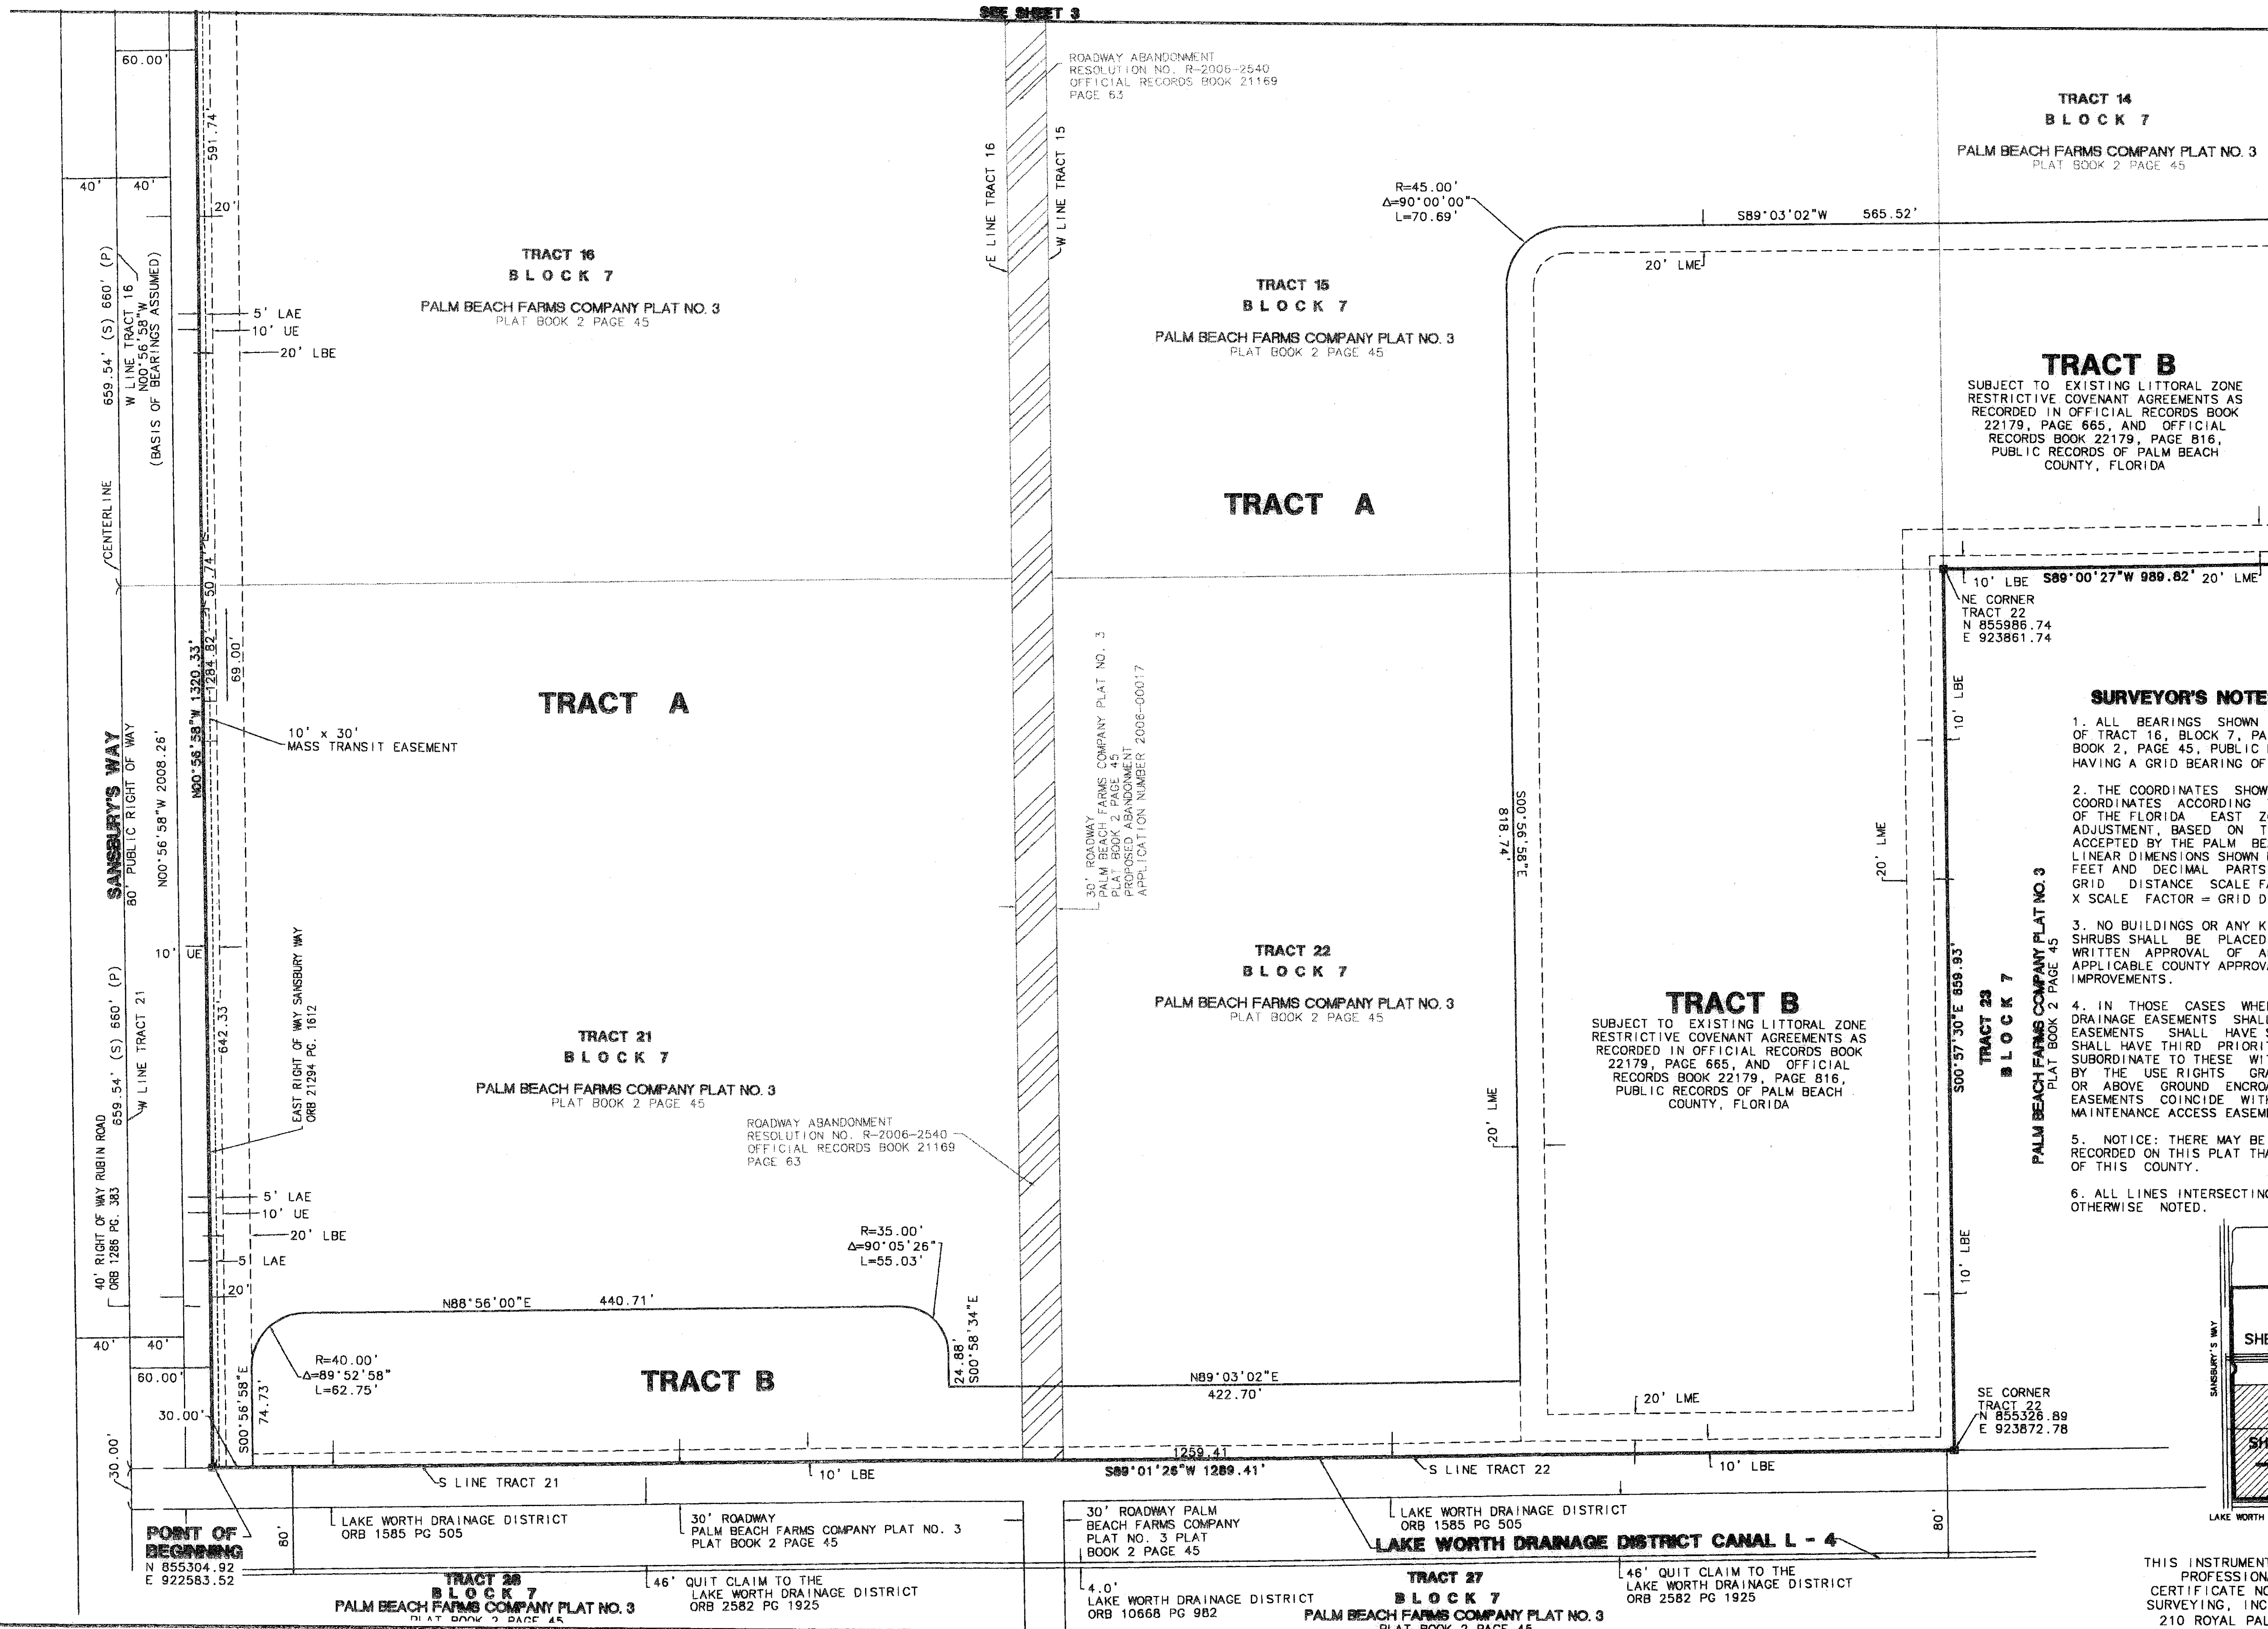 SEE SHEET 3
60.00'
591.74'
40'
40'
20'
659.54' (S) 660' (P)
W LINE TRACT 16
N00°56'58"W
(BASIS OF BEARINGS ASSUMED)
CENTERLINE
5' LAE
10' UE
20' LBE
TRACT 16
BLOCK 7
PALM BEACH FARMS COMPANY PLAT NO. 3
PLAT BOOK 2 PAGE 45
E LINE TRACT 16
W LINE TRACT 15
ROADWAY ABANDONMENT
RESOLUTION NO. R-2006-2540
OFFICIAL RECORDS BOOK 21169
PAGE 63
R=45.00'
Δ=90°00'00"
L=70.69'
TRACT 15
BLOCK 7
PALM BEACH FARMS COMPANY PLAT NO. 3
PLAT BOOK 2 PAGE 45
TRACT A
S89°03'02"W 565.52'
20' LME
TRACT 14
BLOCK 7
PALM BEACH FARMS COMPANY PLAT NO. 3
PLAT BOOK 2 PAGE 45
TRACT B
SUBJECT TO EXISTING LITTORAL ZONE
RESTRICTIVE COVENANT AGREEMENTS AS
RECORDED IN OFFICIAL RECORDS BOOK
22179, PAGE 665, AND OFFICIAL
RECORDS BOOK 22179, PAGE 816,
PUBLIC RECORDS OF PALM BEACH
COUNTY, FLORIDA
10' LBE S89°00'27"W 989.82' 20' LME
NE CORNER
TRACT 22
N 855986.74
E 923861.74
50.74'
1284.82'
N00°56'58"W 1320.33'
69.00'
10' x 30'
MASS TRANSIT EASEMENT
SANSBURY'S WAY
80' PUBLIC RIGHT OF WAY
N00°56'58"W 2008.26'
10' UE
TRACT A
30' ROADWAY
PALM BEACH FARMS COMPANY PLAT NO. 3
PLAT BOOK 2 PAGE 45
PROPOSED ABANDONMENT
APPLICATION NUMBER 2006-00017
S00°56'58"E
818.74'
20' LME
20' LME
10' LBE
TRACT 22
BLOCK 7
PALM BEACH FARMS COMPANY PLAT NO. 3
PLAT BOOK 2 PAGE 45
TRACT B
SUBJECT TO EXISTING LITTORAL ZONE
RESTRICTIVE COVENANT AGREEMENTS AS
RECORDED IN OFFICIAL RECORDS BOOK
22179, PAGE 665, AND OFFICIAL
RECORDS BOOK 22179, PAGE 816,
PUBLIC RECORDS OF PALM BEACH
COUNTY, FLORIDA
S00°57'30"E 659.93'
TRACT 23
BLOCK 7
PALM BEACH FARMS COMPANY PLAT NO. 3
PLAT BOOK 2 PAGE 45
10' LBE
SURVEYOR'S NOTE
1. ALL BEARINGS SHOWN
OF TRACT 16, BLOCK 7, PA
BOOK 2, PAGE 45, PUBLIC
HAVING A GRID BEARING OF
2. THE COORDINATES SHOW
COORDINATES ACCORDING
OF THE FLORIDA EAST Z
ADJUSTMENT, BASED ON T
ACCEPTED BY THE PALM BE
LINEAR DIMENSIONS SHOWN
FEET AND DECIMAL PARTS
GRID DISTANCE SCALE FA
X SCALE FACTOR = GRID D
3. NO BUILDINGS OR ANY K
SHRUBS SHALL BE PLACED
WRITTEN APPROVAL OF A
APPLICABLE COUNTY APPROVA
IMPROVEMENTS.
4. IN THOSE CASES WHE
DRAINAGE EASEMENTS SHALL
EASEMENTS SHALL HAVE S
SHALL HAVE THIRD PRIORIT
SUBORDINATE TO THESE WIT
BY THE USE RIGHTS GRA
OR ABOVE GROUND ENCROA
EASEMENTS COINCIDE WITH
MAINTENANCE ACCESS EASEM
5. NOTICE: THERE MAY BE
RECORDED ON THIS PLAT THA
OF THIS COUNTY.
6. ALL LINES INTERSECTING
OTHERWISE NOTED.
659.54' (S) 660' (P)
W LINE TRACT 21
642.33'
EAST RIGHT OF WAY SANSBURY WAY
ORB 21294 PG. 1612
40' RIGHT OF WAY RUBIN ROAD
ORB 1286 PG. 383
TRACT 21
BLOCK 7
PALM BEACH FARMS COMPANY PLAT NO. 3
PLAT BOOK 2 PAGE 45
ROADWAY ABANDONMENT
RESOLUTION NO. R-2006-2540
OFFICIAL RECORDS BOOK 21169
PAGE 63
5' LAE
10' UE
20' LBE
5' LAE
20'
R=35.00'
Δ=90°05'26"
L=55.03'
N88°56'00"E 440.71'
40'
40'
60.00'
30.00'
30.00'
R=40.00'
Δ=89°52'58"
L=62.75'
S00°56'58"E
74.73'
TRACT B
24.88'
S00°58'34"E
N89°03'02"E
422.70'
20' LME
SE CORNER
TRACT 22
N 855326.89
E 923872.78
SANSBURY'S WAY
SHE
SH
LAKE WORTH
1259.41
S89°01'26"W 1289.41'
S LINE TRACT 21
10' LBE
S LINE TRACT 22
10' LBE
POINT OF
BEGINNING
N 855304.92
E 922583.52
80'
LAKE WORTH DRAINAGE DISTRICT
ORB 1585 PG 505
30' ROADWAY
PALM BEACH FARMS COMPANY PLAT NO. 3
PLAT BOOK 2 PAGE 45
30' ROADWAY PALM
BEACH FARMS COMPANY
PLAT NO. 3 PLAT
BOOK 2 PAGE 45
LAKE WORTH DRAINAGE DISTRICT
ORB 1585 PG 505
LAKE WORTH DRAINAGE DISTRICT CANAL L - 4
80'
TRACT 28
BLOCK 7
PALM BEACH FARMS COMPANY PLAT NO. 3
PLAT BOOK 2 PAGE 45
46' QUIT CLAIM TO THE
LAKE WORTH DRAINAGE DISTRICT
ORB 2582 PG 1925
4.0'
LAKE WORTH DRAINAGE DISTRICT
ORB 10668 PG 982
TRACT 27
BLOCK 7
PALM BEACH FARMS COMPANY PLAT NO. 3
PLAT BOOK 2 PAGE 45
46' QUIT CLAIM TO THE
LAKE WORTH DRAINAGE DISTRICT
ORB 2582 PG 1925
THIS INSTRUMENT
PROFESSION
CERTIFICATE NO
SURVEYING, INC
210 ROYAL PAL